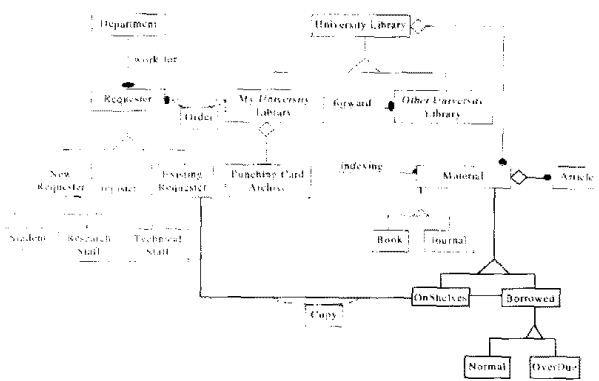 Department
University Library
work for
Requester
Order
My University
Library
forward
Other University
Library
New
Requester
register
Existing
Requester
Punching Card
Archive
indexing
Material
Article
Student
Research
Staff
Technical
Staff
Book
Journal
Copy
OnShelves
Borrowed
Normal
OverDue